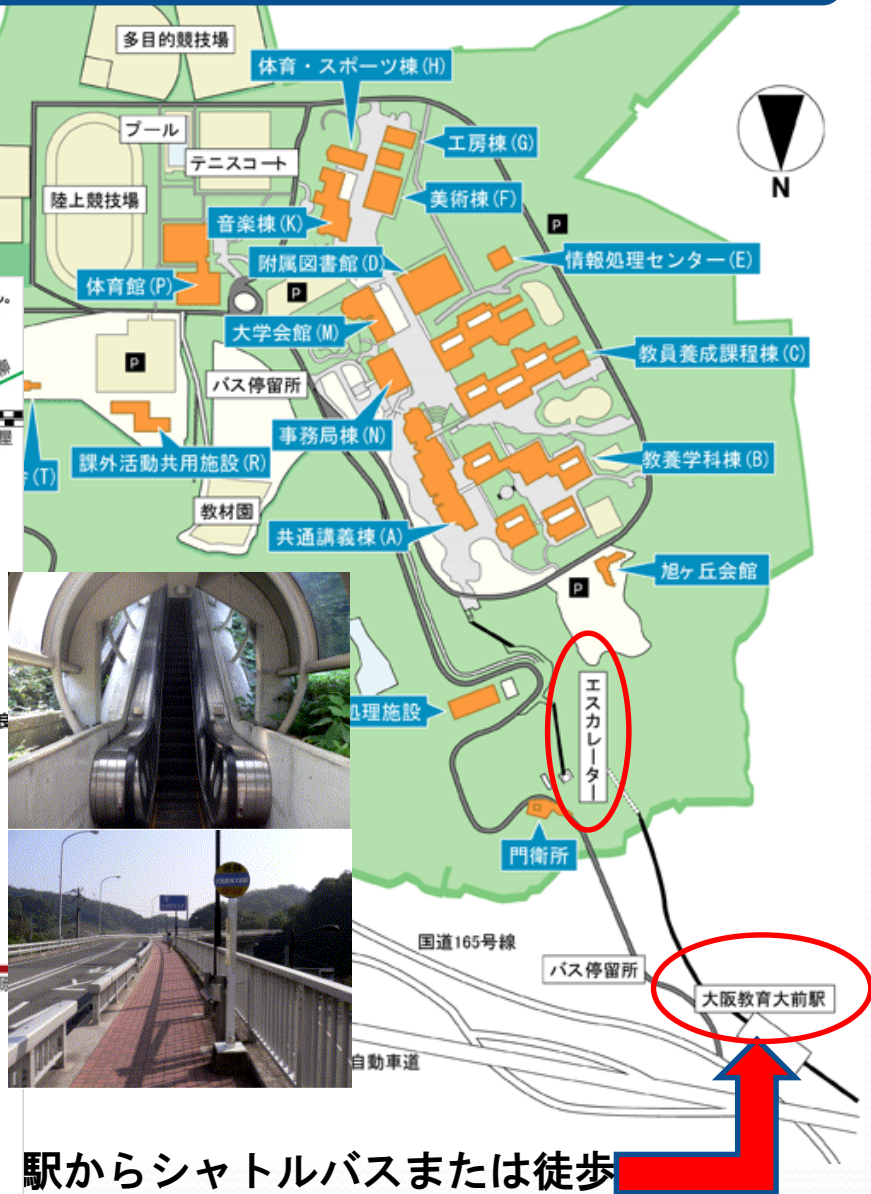 多目的競技場
体育・スポーツ棟(H)
プール
テニスコート
工房棟(G)
陸上競技場
美術棟(F)
N
音楽棟(K)
P
附属図書館(D)
情報処理センター(E)
体育館(P)
P
大学会館(M)
P
教員養成課程棟(C)
バス停留所
事務局棟(N)
課外活動共用施設(R)
教養学科棟(B)
(T)
教材園
共通講義棟(A)
旭ヶ丘会館
P
エスカレーター
処理施設
門衛所
国道165号線
バス停留所
大阪教育大前駅
自動車道
駅からシャトルバスまたは徒歩